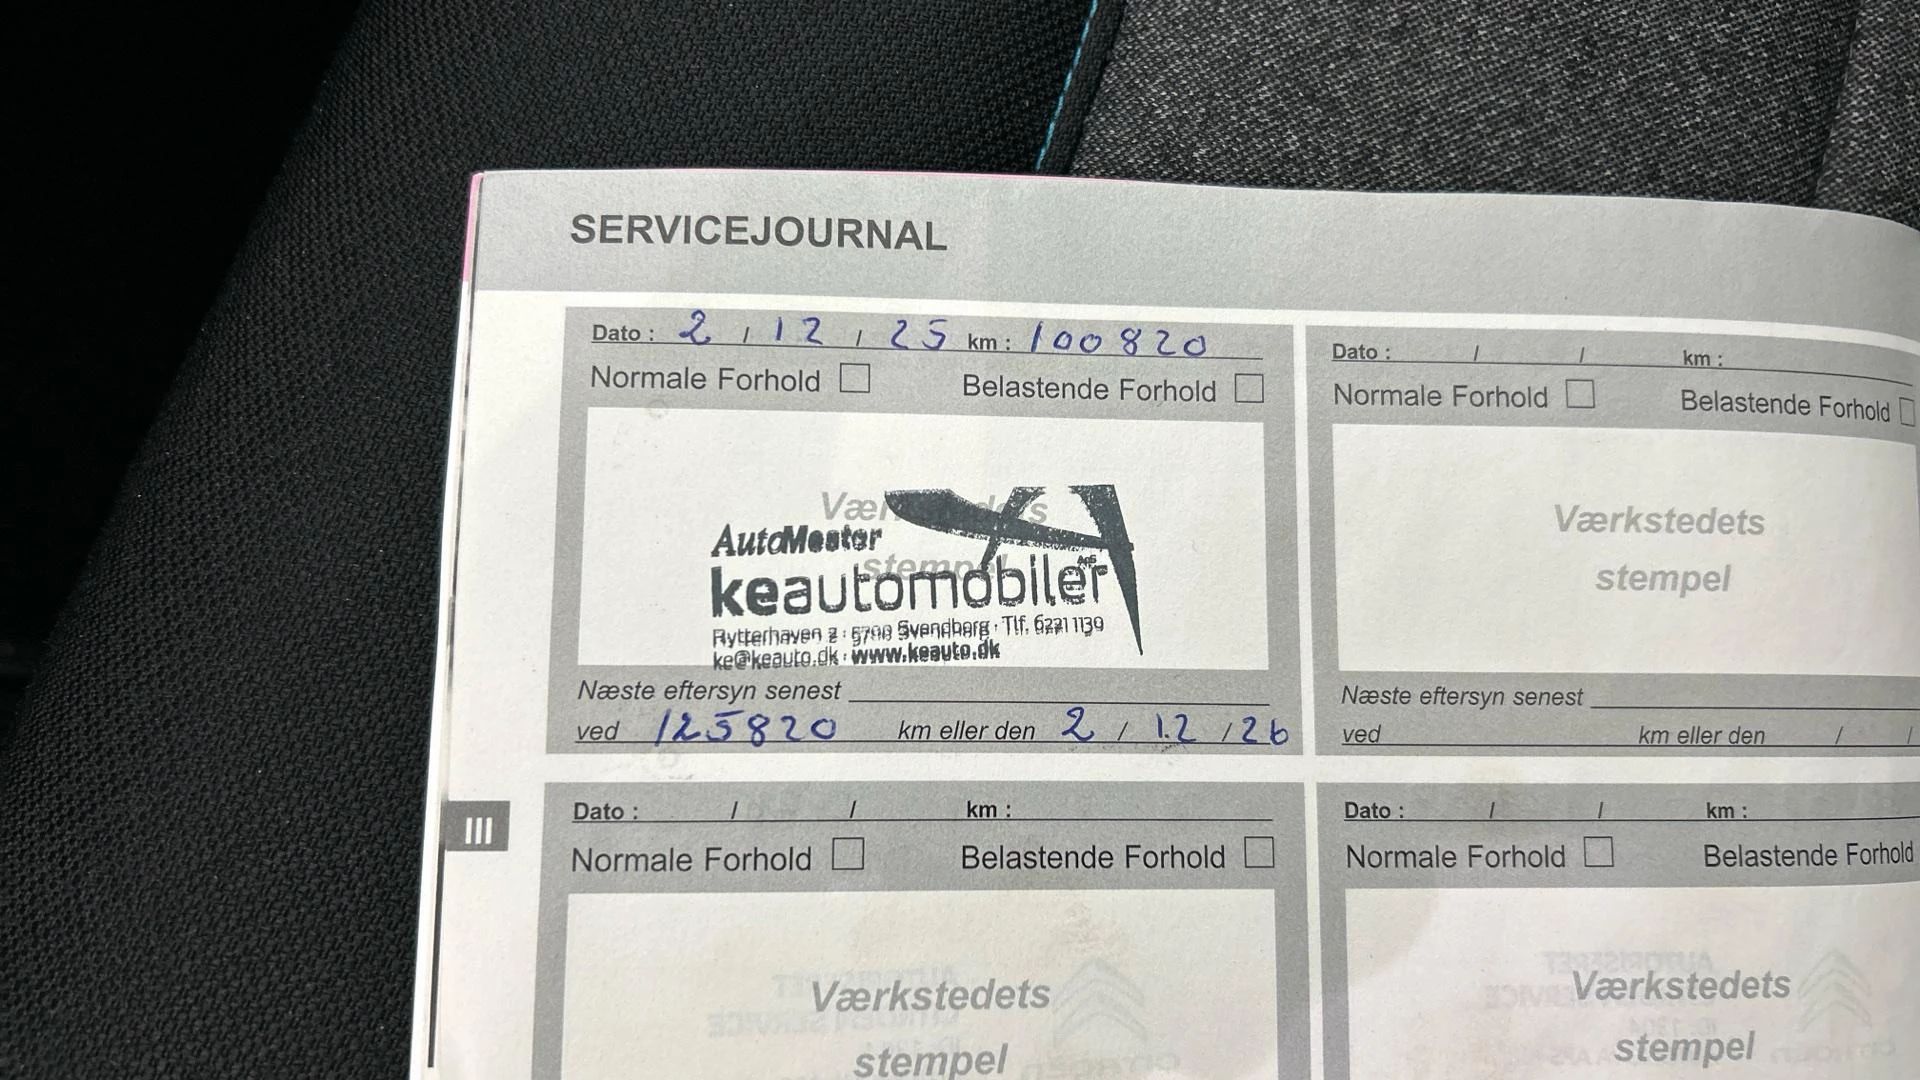 SERVICEJOURNAL
Dato : 2 / 12 / 25 km : 100820
Normale Forhold Belastende Forhold
AutoMester
keautomobiler ApS
Rytterhaven 2 · 5700 Svendborg · Tlf. 6221 1139
ke@keauto.dk · www.keauto.dk
Næste eftersyn senest
ved 125820 km eller den 2 / 12 / 26
Dato : / / km :
Normale Forhold Belastende Forhold
Værkstedets
stempel
Næste eftersyn senest
ved km eller den / /
III
Dato : / / km :
Normale Forhold Belastende Forhold
Værkstedets
stempel
Dato : / / km :
Normale Forhold Belastende Forhold
Værkstedets
stempel